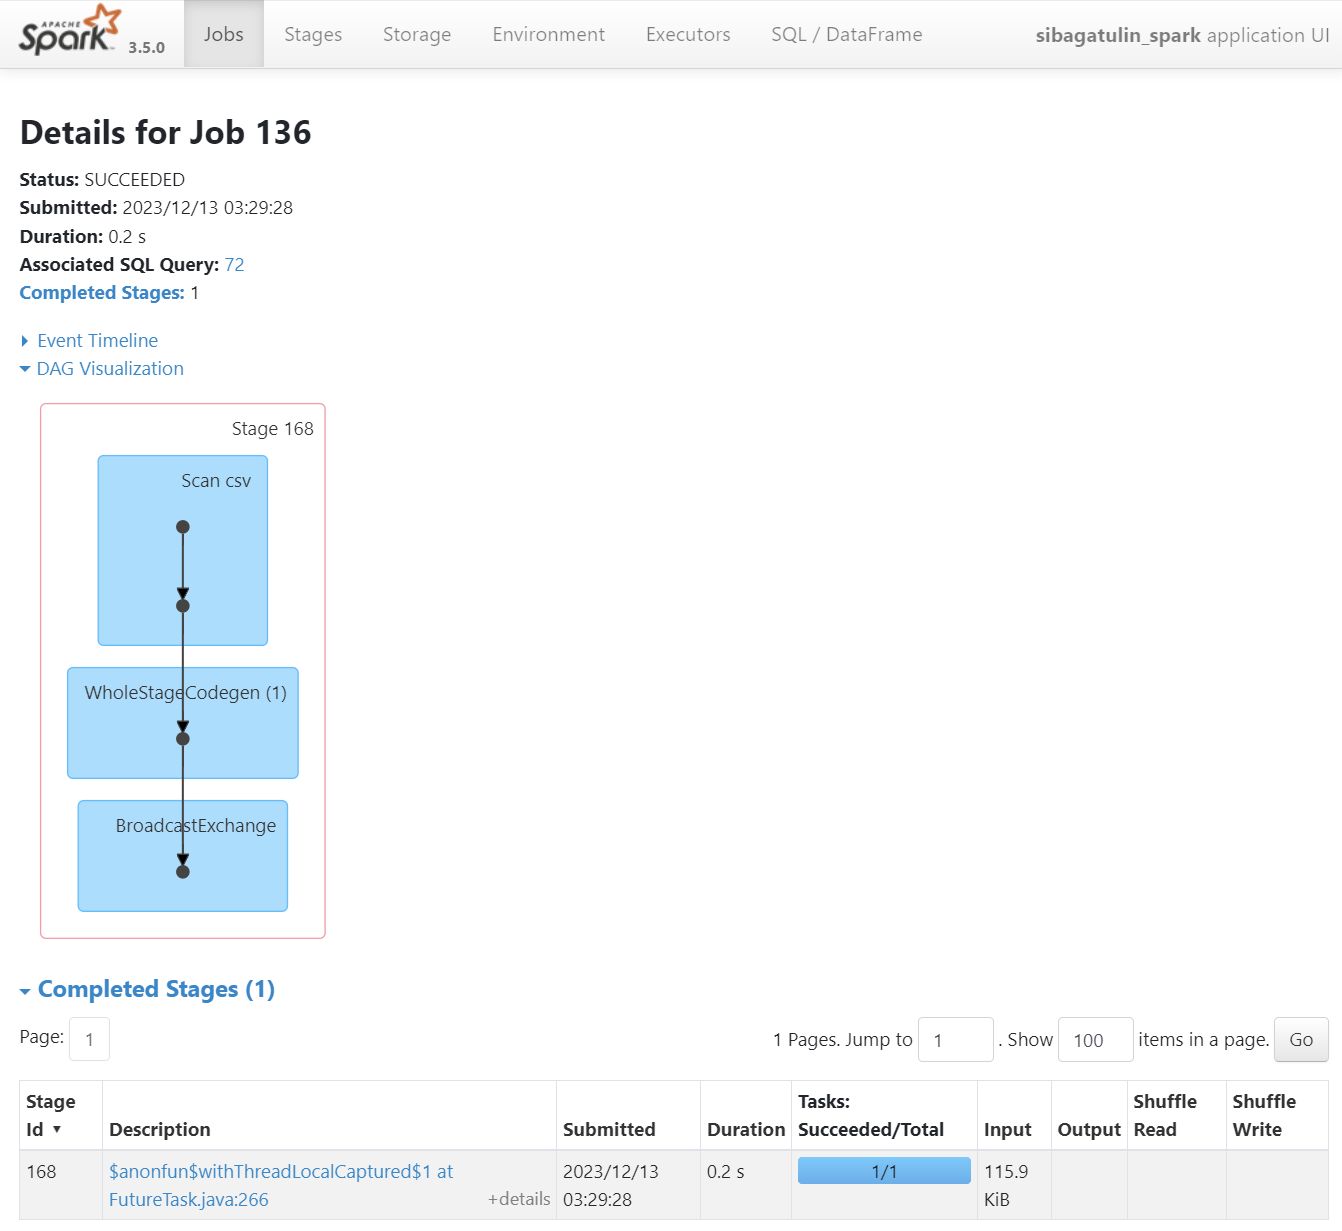 APACHE
Spark 3.5.0
Jobs
Stages
Storage
Environment
Executors
SQL / DataFrame
sibagatulin_spark application UI
Details for Job 136
Status: SUCCEEDED
Submitted: 2023/12/13 03:29:28
Duration: 0.2 s
Associated SQL Query: 72
Completed Stages: 1
Event Timeline
DAG Visualization
Stage 168
Scan csv
WholeStageCodegen (1)
BroadcastExchange
Completed Stages (1)
Page: 1
1 Pages. Jump to 1 . Show 100 items in a page. Go
Stage Id ▾
Description
Submitted
Duration
Tasks: Succeeded/Total
Input
Output
Shuffle Read
Shuffle Write
168
$anonfun$withThreadLocalCaptured$1 at
FutureTask.java:266
+details
2023/12/13
03:29:28
0.2 s
1/1
115.9
KiB